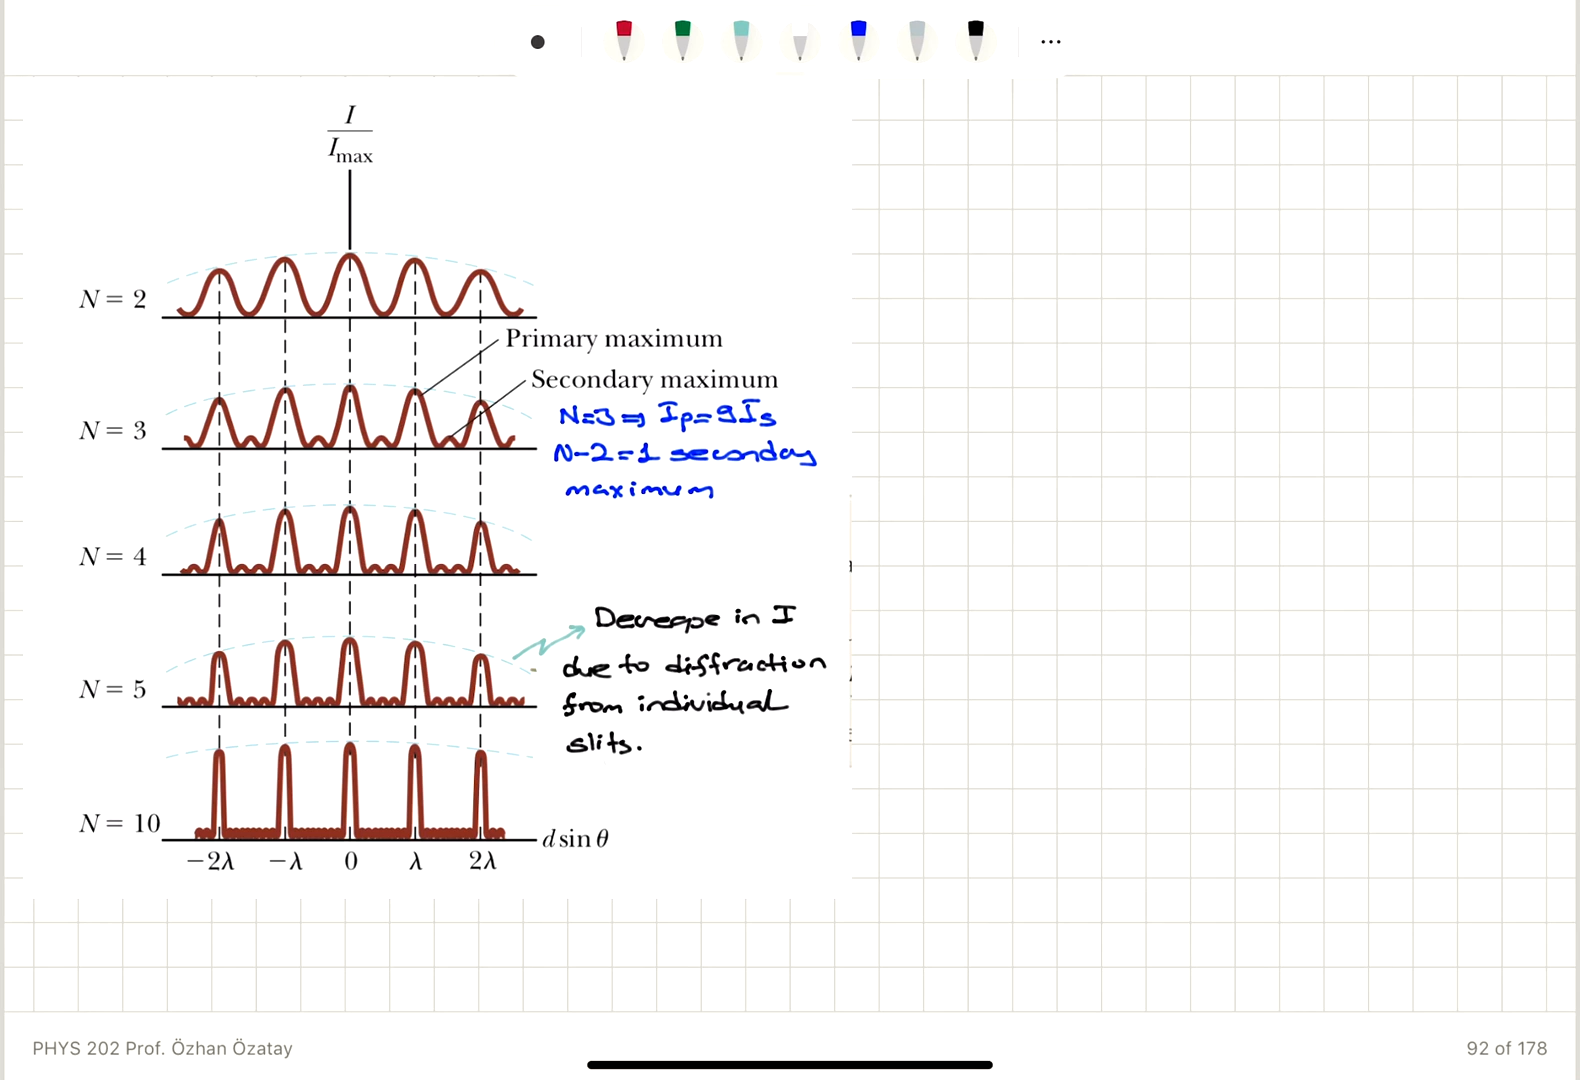 I
I_max
N = 2
Primary maximum
Secondary maximum
N=3 ⇒ Ip=9Is
N = 3
N-2=1 secondary
maximum
N = 4
Decrease in I
due to diffraction
N = 5
from individual
slits.
N = 10
d sin θ
−2λ −λ 0 λ 2λ
PHYS 202 Prof. Özhan Özatay
92 of 178